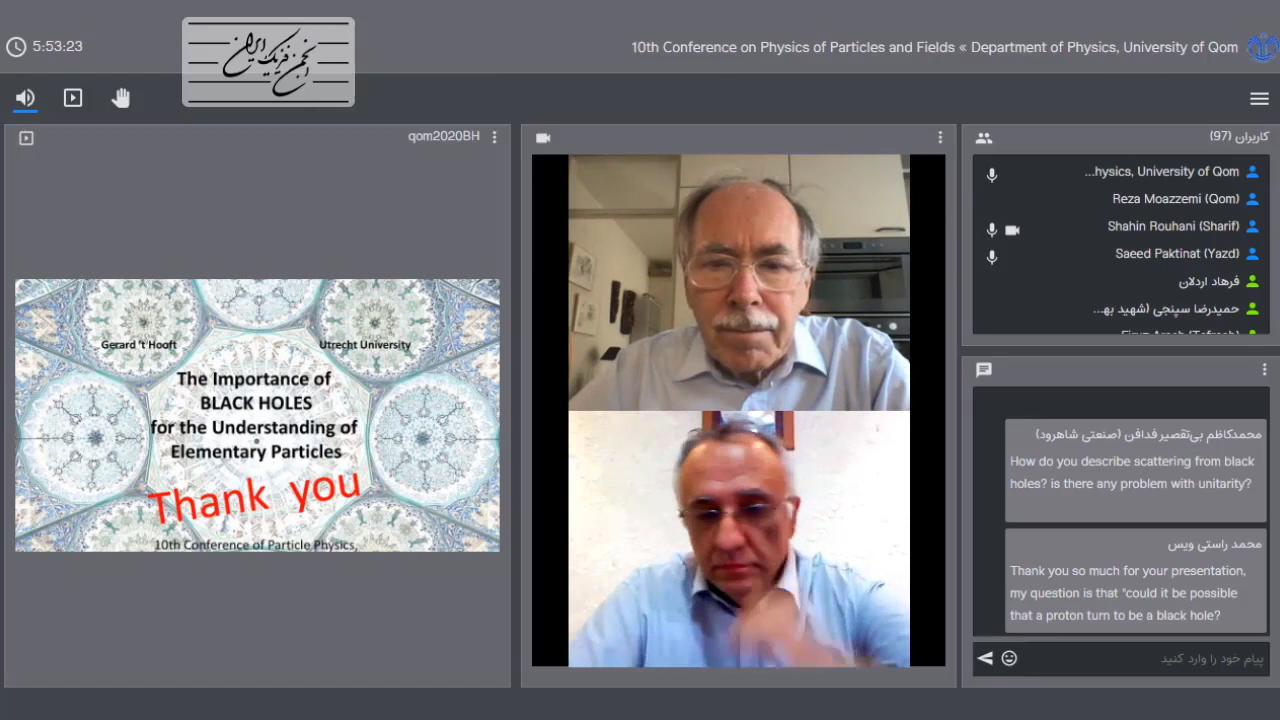 5:53:23
انجمن فیزیک ایران
10th Conference on Physics of Particles and Fields « Department of Physics, University of Qom
qom2020BH
Gerard 't Hooft
Utrecht University
The Importance of
BLACK HOLES
for the Understanding of
Elementary Particles
Thank you
10th Conference of Particle Physics,
کاربران (97)
...hysics, University of Qom
Reza Moazzemi (Qom)
Shahin Rouhani (Sharif)
Saeed Paktinat (Yazd)
فرهاد اردلان
حمیدرضا سپنجی (شهید بهـ...
محمدکاظم بی‌تقصیر فدافن (صنعتی شاهرود)
How do you describe scattering from black
holes? is there any problem with unitarity?
محمد راستی ویس
Thank you so much for your presentation,
my question is that "could it be possible
that a proton turn to be a black hole?
پیام خود را وارد کنید